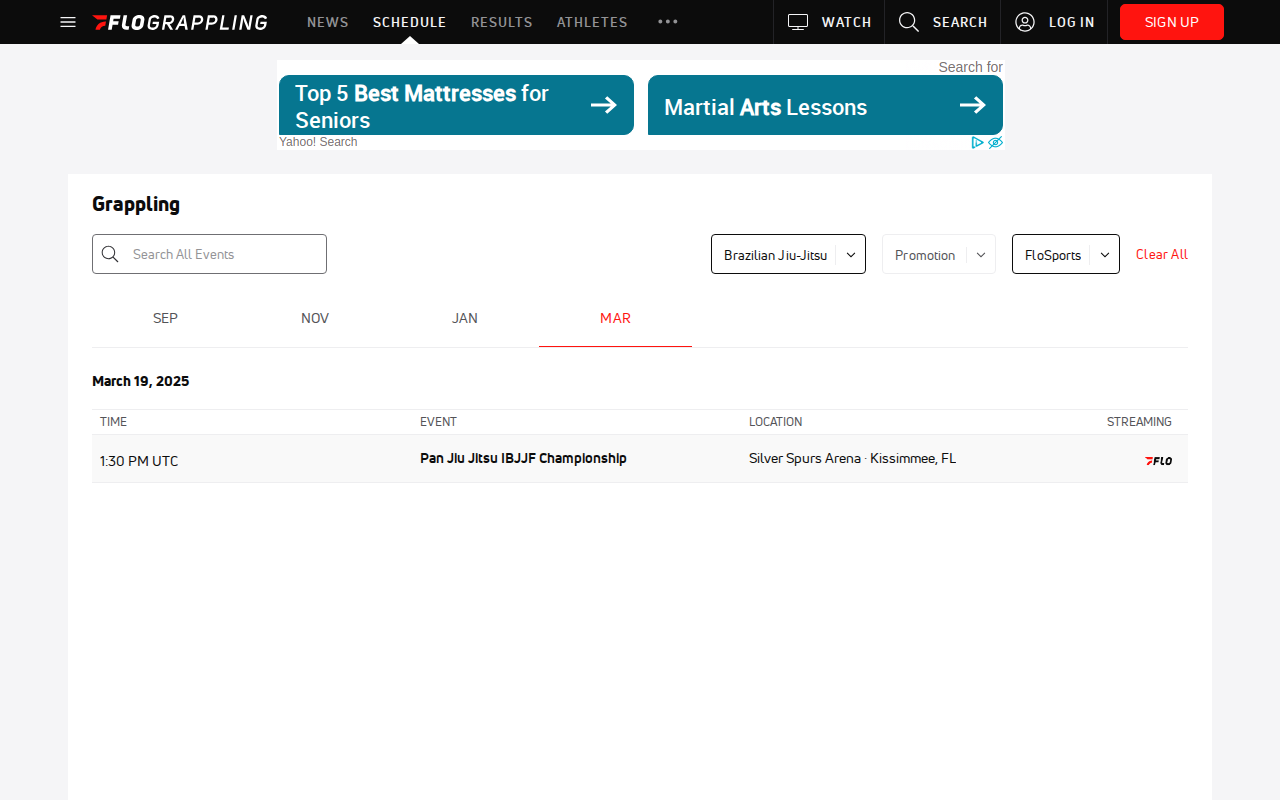 FLOGRAPPLING NEWS SCHEDULE RESULTS ATHLETES WATCH SEARCH LOG IN SIGN UP
Search for
Top 5 Best Mattresses for
Seniors
Martial Arts Lessons
Yahoo! Search
Grappling
Search All Events Brazilian Jiu-Jitsu Promotion FloSports Clear All
SEP NOV JAN MAR
March 19, 2025
TIME EVENT LOCATION STREAMING
1:30 PM UTC Pan Jiu Jitsu IBJJF Championship Silver Spurs Arena · Kissimmee, FL FLO